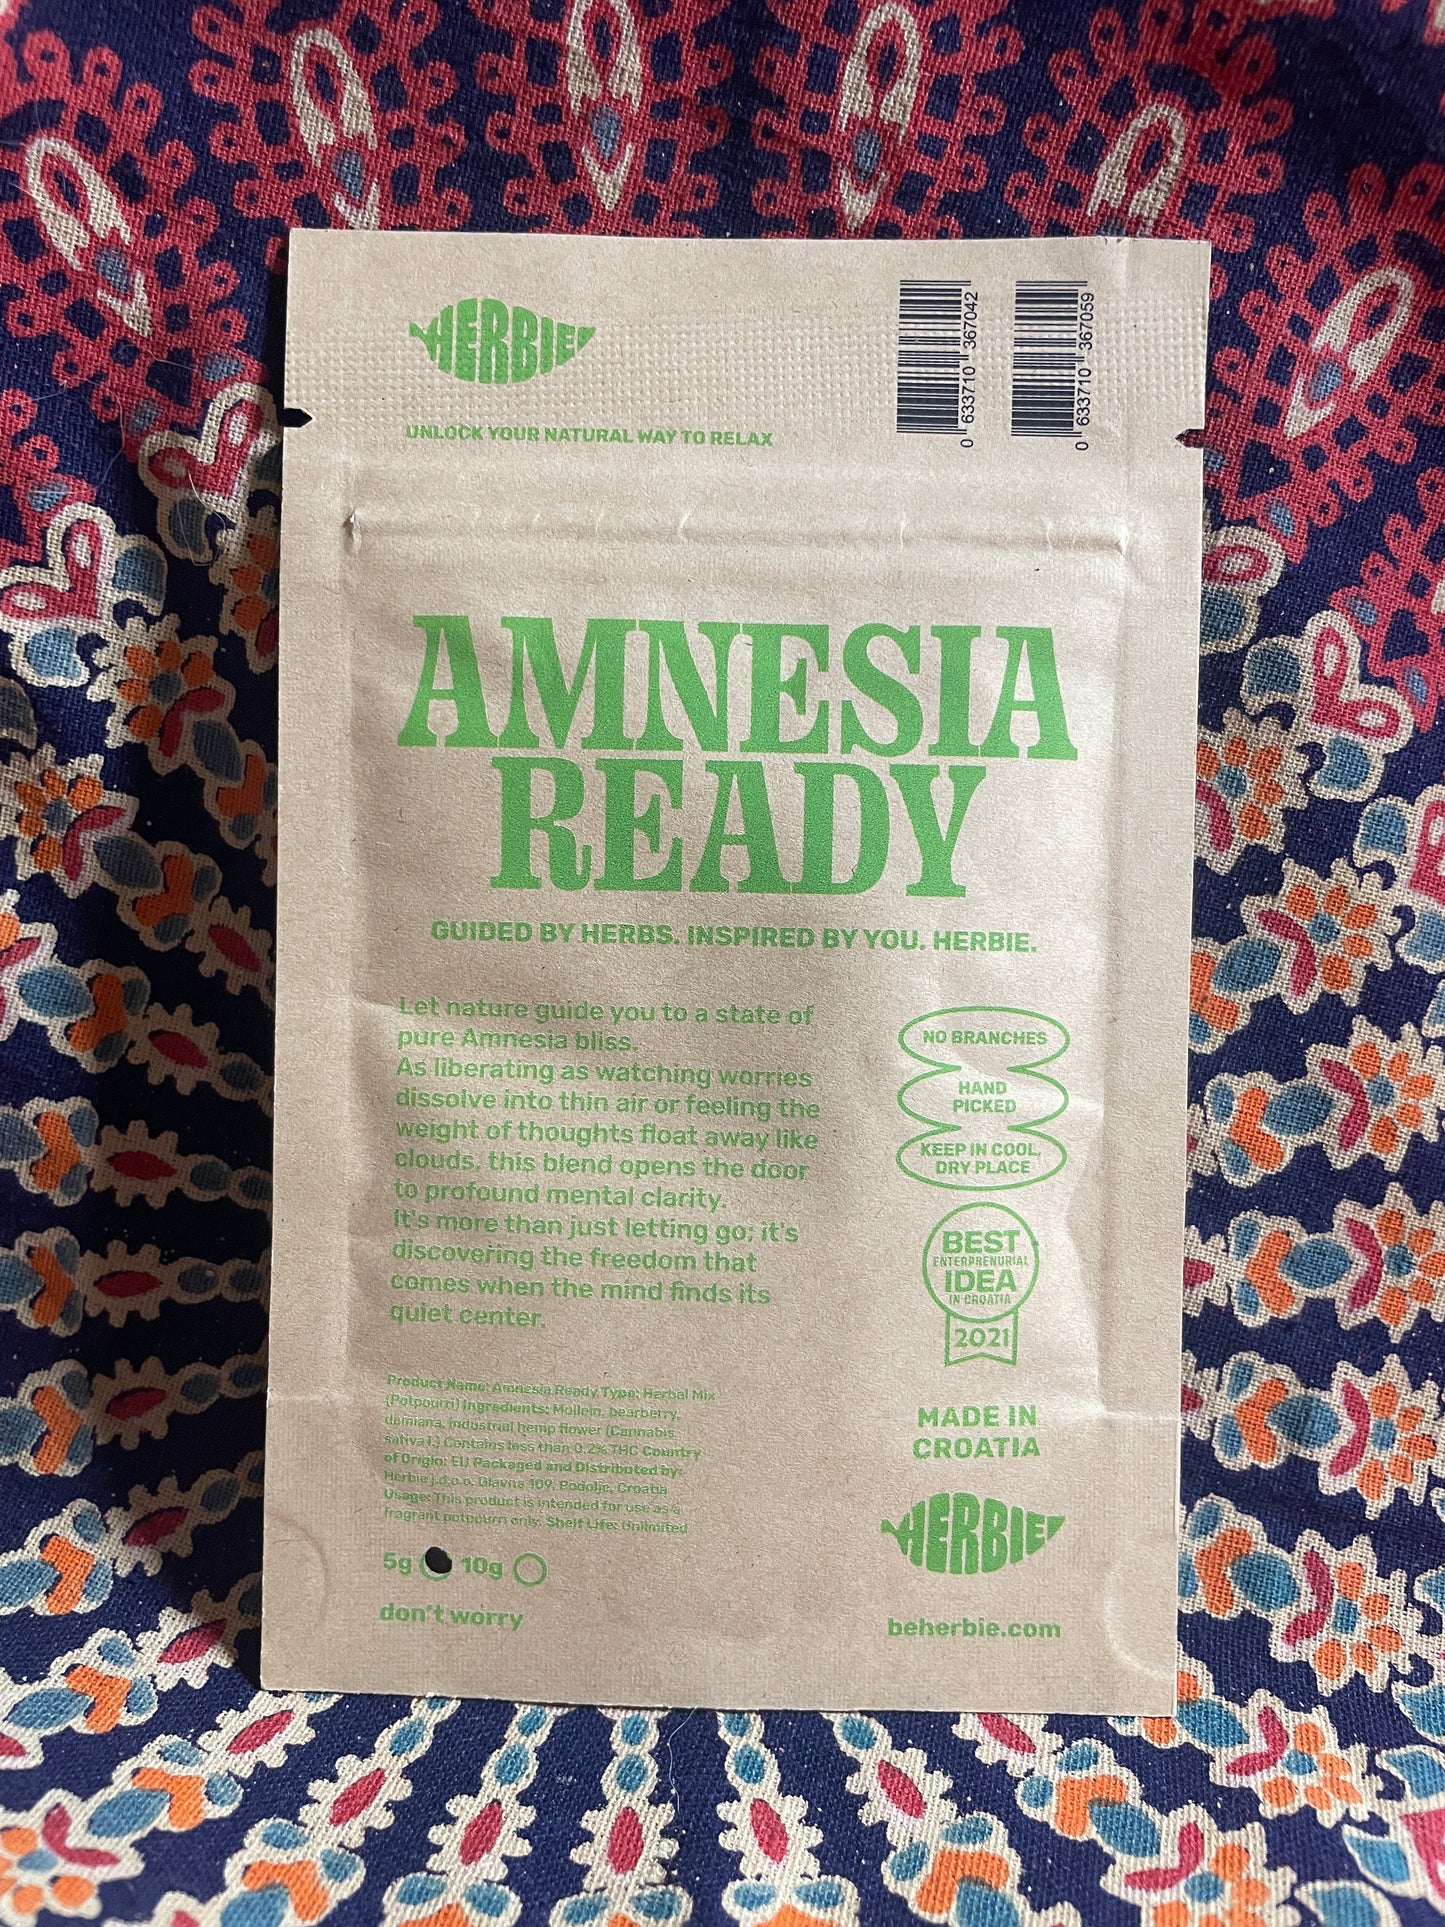 HERBIE
0 633710 367042
0 633710 367059
UNLOCK YOUR NATURAL WAY TO RELAX
AMNESIA
READY
GUIDED BY HERBS. INSPIRED BY YOU. HERBIE.
Let nature guide you to a state of
pure Amnesia bliss.
As liberating as watching worries
dissolve into thin air or feeling the
weight of thoughts float away like
clouds, this blend opens the door
to profound mental clarity.
It's more than just letting go; it's
discovering the freedom that
comes when the mind finds its
quiet center.
NO BRANCHES
HAND
PICKED
KEEP IN COOL,
DRY PLACE
BEST
ENTERPRENURIAL
IDEA
IN CROATIA
2021
Product Name: Amnesia Ready Type: Herbal Mix
(Potpourri) Ingredients: Mullein, bearberry,
damiana, industrial hemp flower (Cannabis
sativa l.) Contains less than 0.2% THC Country
of Origin: EU Packaged and Distributed by:
Herbie j.d.o.o. Glavna 109, Podolje, Croatia
Usage: This product is intended for use as a
fragrant potpourri only. Shelf Life: Unlimited
5g 10g
don't worry
MADE IN
CROATIA
HERBIE
beherbie.com